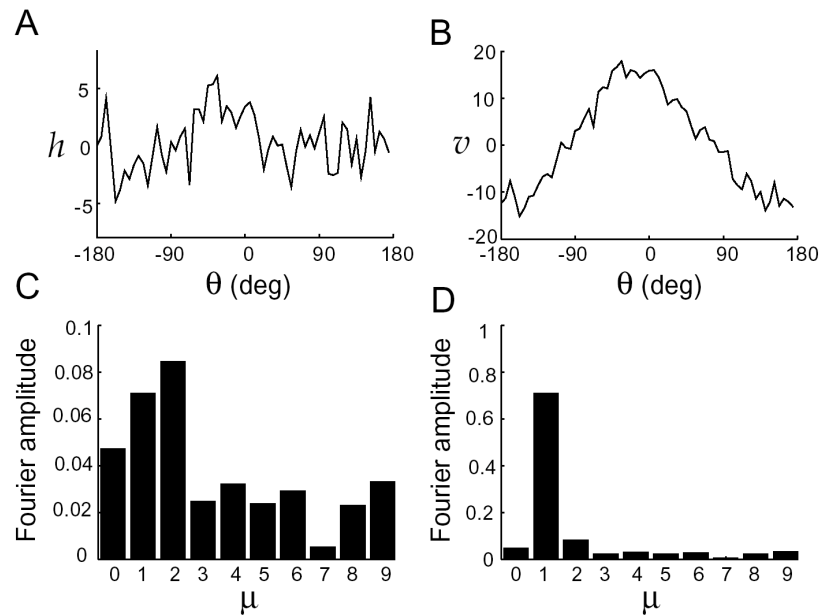 A
5
0
-5
h
-180 -90 0 90 180
θ (deg)
B
20
10
0
-10
-20
v
-180 -90 0 90 180
θ (deg)
C
0.1
0.08
0.06
0.04
0.02
0
Fourier amplitude
0 1 2 3 4 5 6 7 8 9
μ
D
1
0.8
0.6
0.4
0.2
0
Fourier amplitude
0 1 2 3 4 5 6 7 8 9
μ